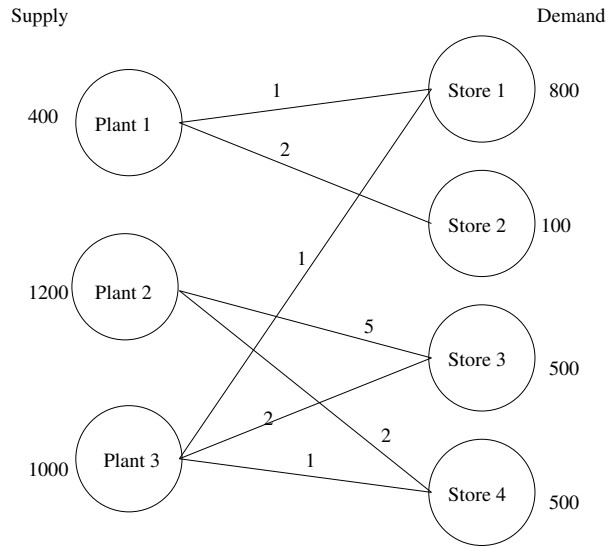 Supply
Demand
400
Plant 1
1
Store 1
800
2
Store 2
100
1
1200
Plant 2
5
Store 3
500
2
2
1000
Plant 3
1
Store 4
500